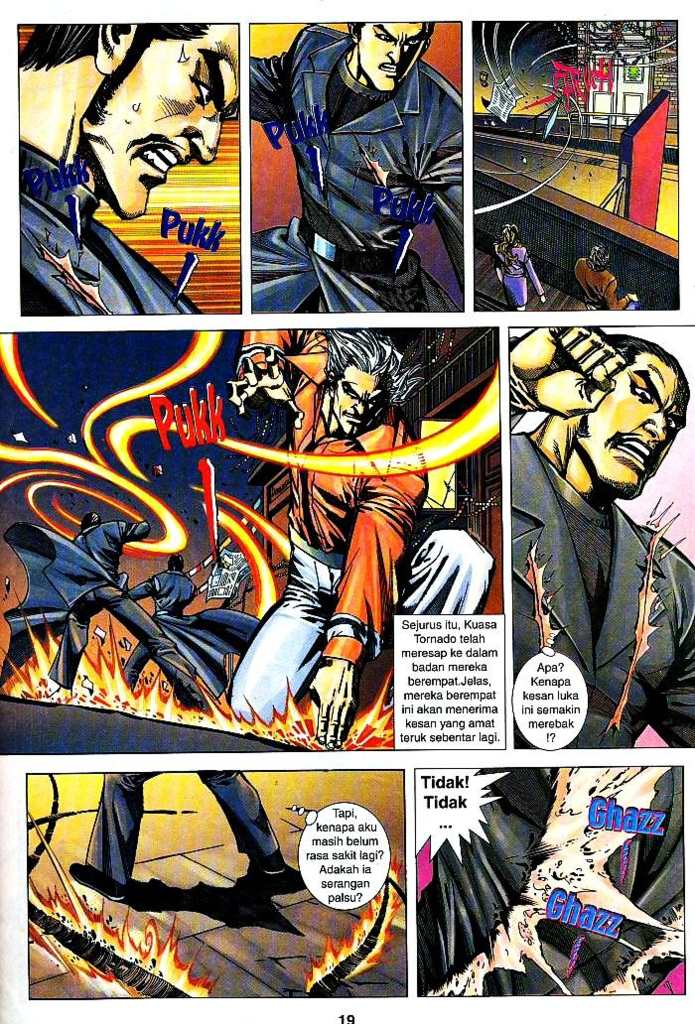 Pukk
!
Pukk
!
Pukk
!
Pukk
!
Pukk
!
Sejurus itu, Kuasa
Tornado telah
meresap ke dalam
badan mereka
berempat.Jelas,
mereka berempat
ini akan menerima
kesan yang amat
teruk sebentar lagi.
Apa?
Kenapa
kesan luka
ini semakin
merebak
!?
Tapi,
kenapa aku
masih belum
rasa sakit lagi?
Adakah ia
serangan
palsu?
Tidak!
Tidak
...
Ghazz
!
Ghazz
!
19